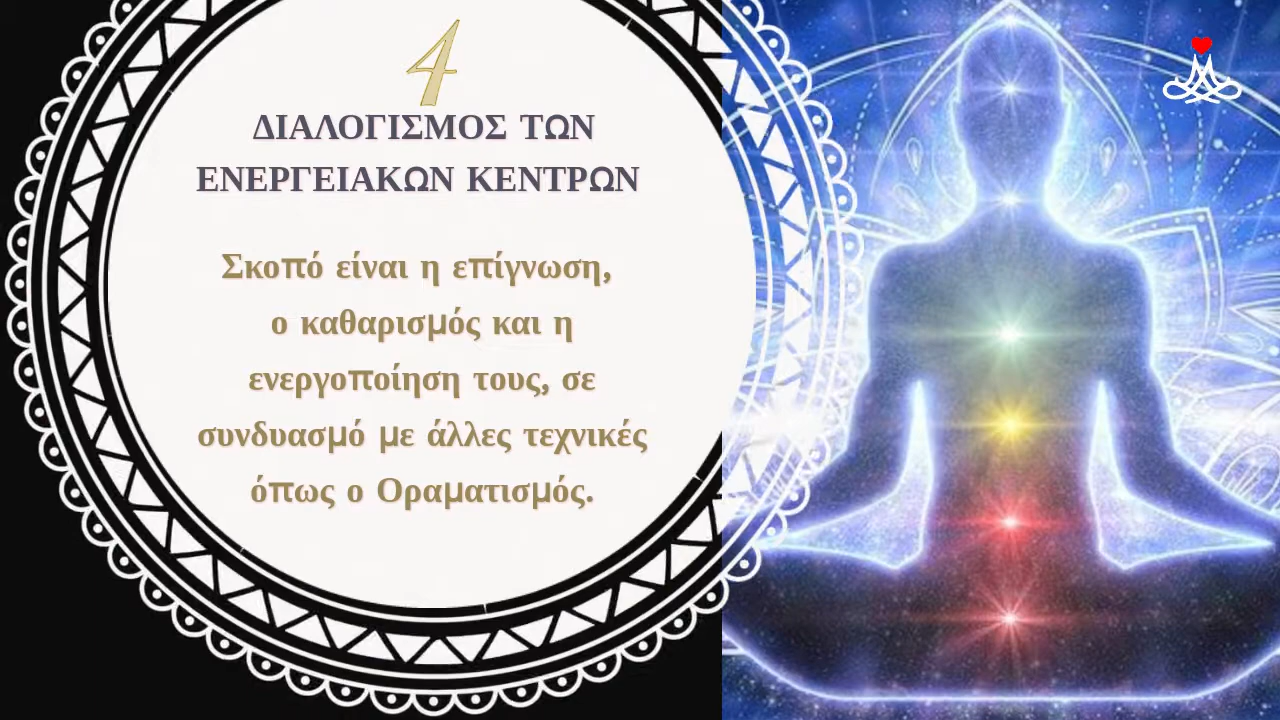 4
ΔΙΑΛΟΓΙΣΜΟΣ ΤΩΝ
ΕΝΕΡΓΕΙΑΚΩΝ ΚΕΝΤΡΩΝ
Σκοπό είναι η επίγνωση,
ο καθαρισμός και η
ενεργοποίηση τους, σε
συνδυασμό με άλλες τεχνικές
όπως ο Οραματισμός.